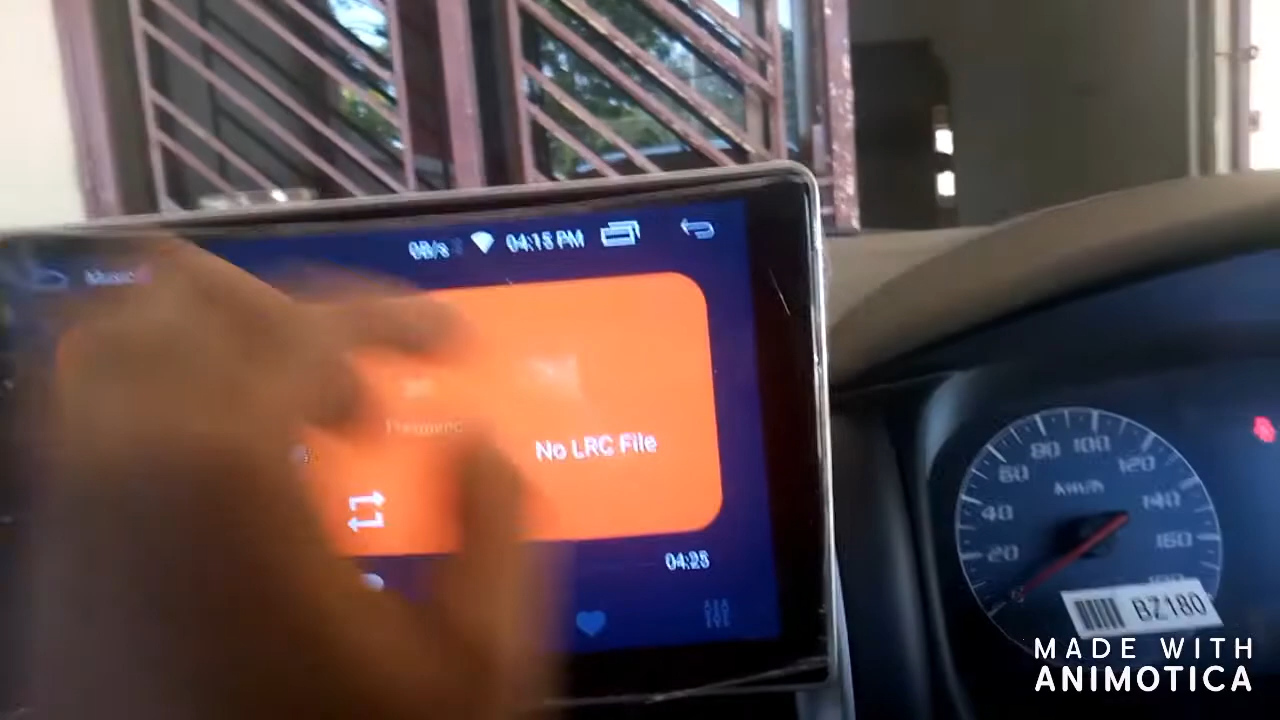 0B/s 04:15 PM
Music
No LRC File
04:25
80 100
60 120
km/h
40 140
20 160
BZ180
MADE WITH
ANIMOTICA